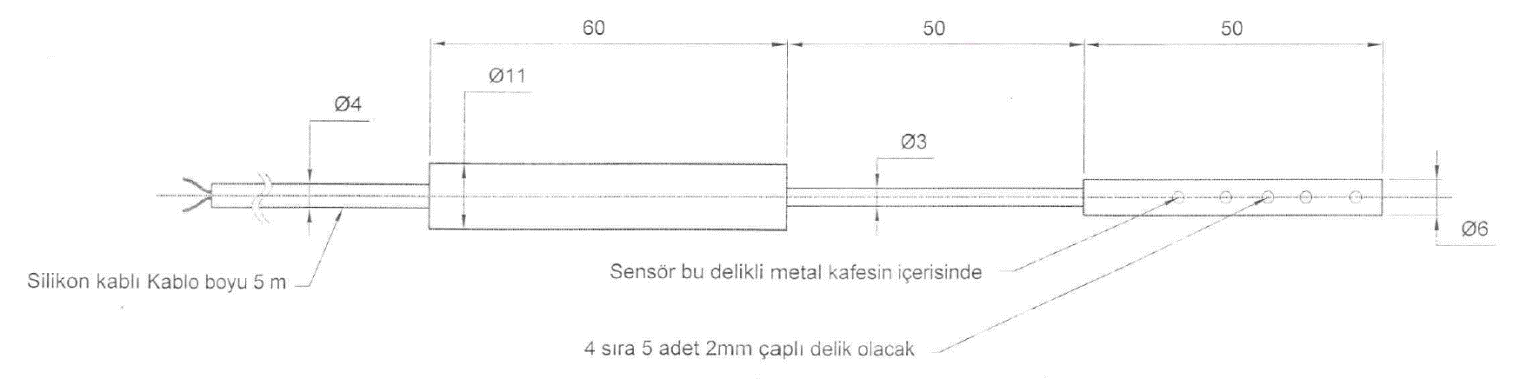 60
50
50
Ø11
Ø4
Ø3
Ø6
Silikon kablı Kablo boyu 5 m
Sensör bu delikli metal kafesin içerisinde
4 sıra 5 adet 2mm çaplı delik olacak